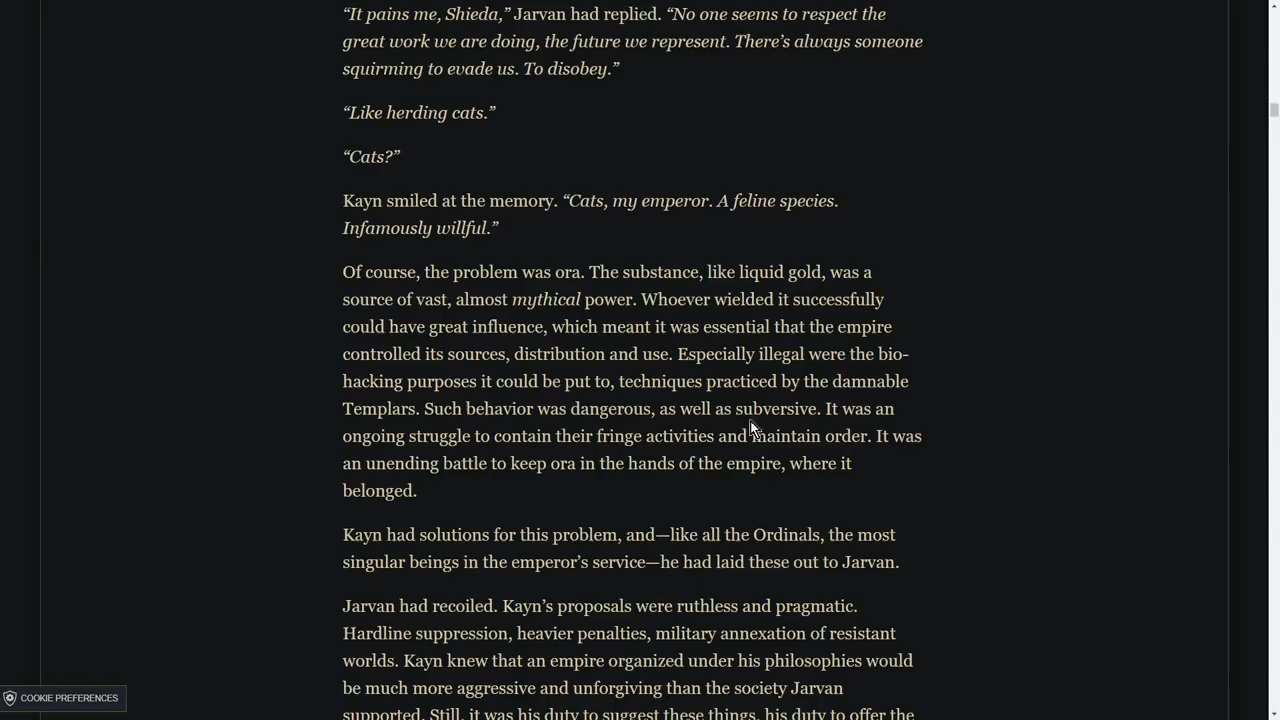 “It pains me, Shieda,” Jarvan had replied. “No one seems to respect the
great work we are doing, the future we represent. There’s always someone
squirming to evade us. To disobey.”
“Like herding cats.”
“Cats?”
Kayn smiled at the memory. “Cats, my emperor. A feline species.
Infamously willful.”
Of course, the problem was ora. The substance, like liquid gold, was a
source of vast, almost mythical power. Whoever wielded it successfully
could have great influence, which meant it was essential that the empire
controlled its sources, distribution and use. Especially illegal were the bio-
hacking purposes it could be put to, techniques practiced by the damnable
Templars. Such behavior was dangerous, as well as subversive. It was an
ongoing struggle to contain their fringe activities and maintain order. It was
an unending battle to keep ora in the hands of the empire, where it
belonged.
Kayn had solutions for this problem, and—like all the Ordinals, the most
singular beings in the emperor’s service—he had laid these out to Jarvan.
Jarvan had recoiled. Kayn’s proposals were ruthless and pragmatic.
Hardline suppression, heavier penalties, military annexation of resistant
worlds. Kayn knew that an empire organized under his philosophies would
be much more aggressive and unforgiving than the society Jarvan
supported. Still, it was his duty to suggest these things, his duty to offer the
COOKIE PREFERENCES